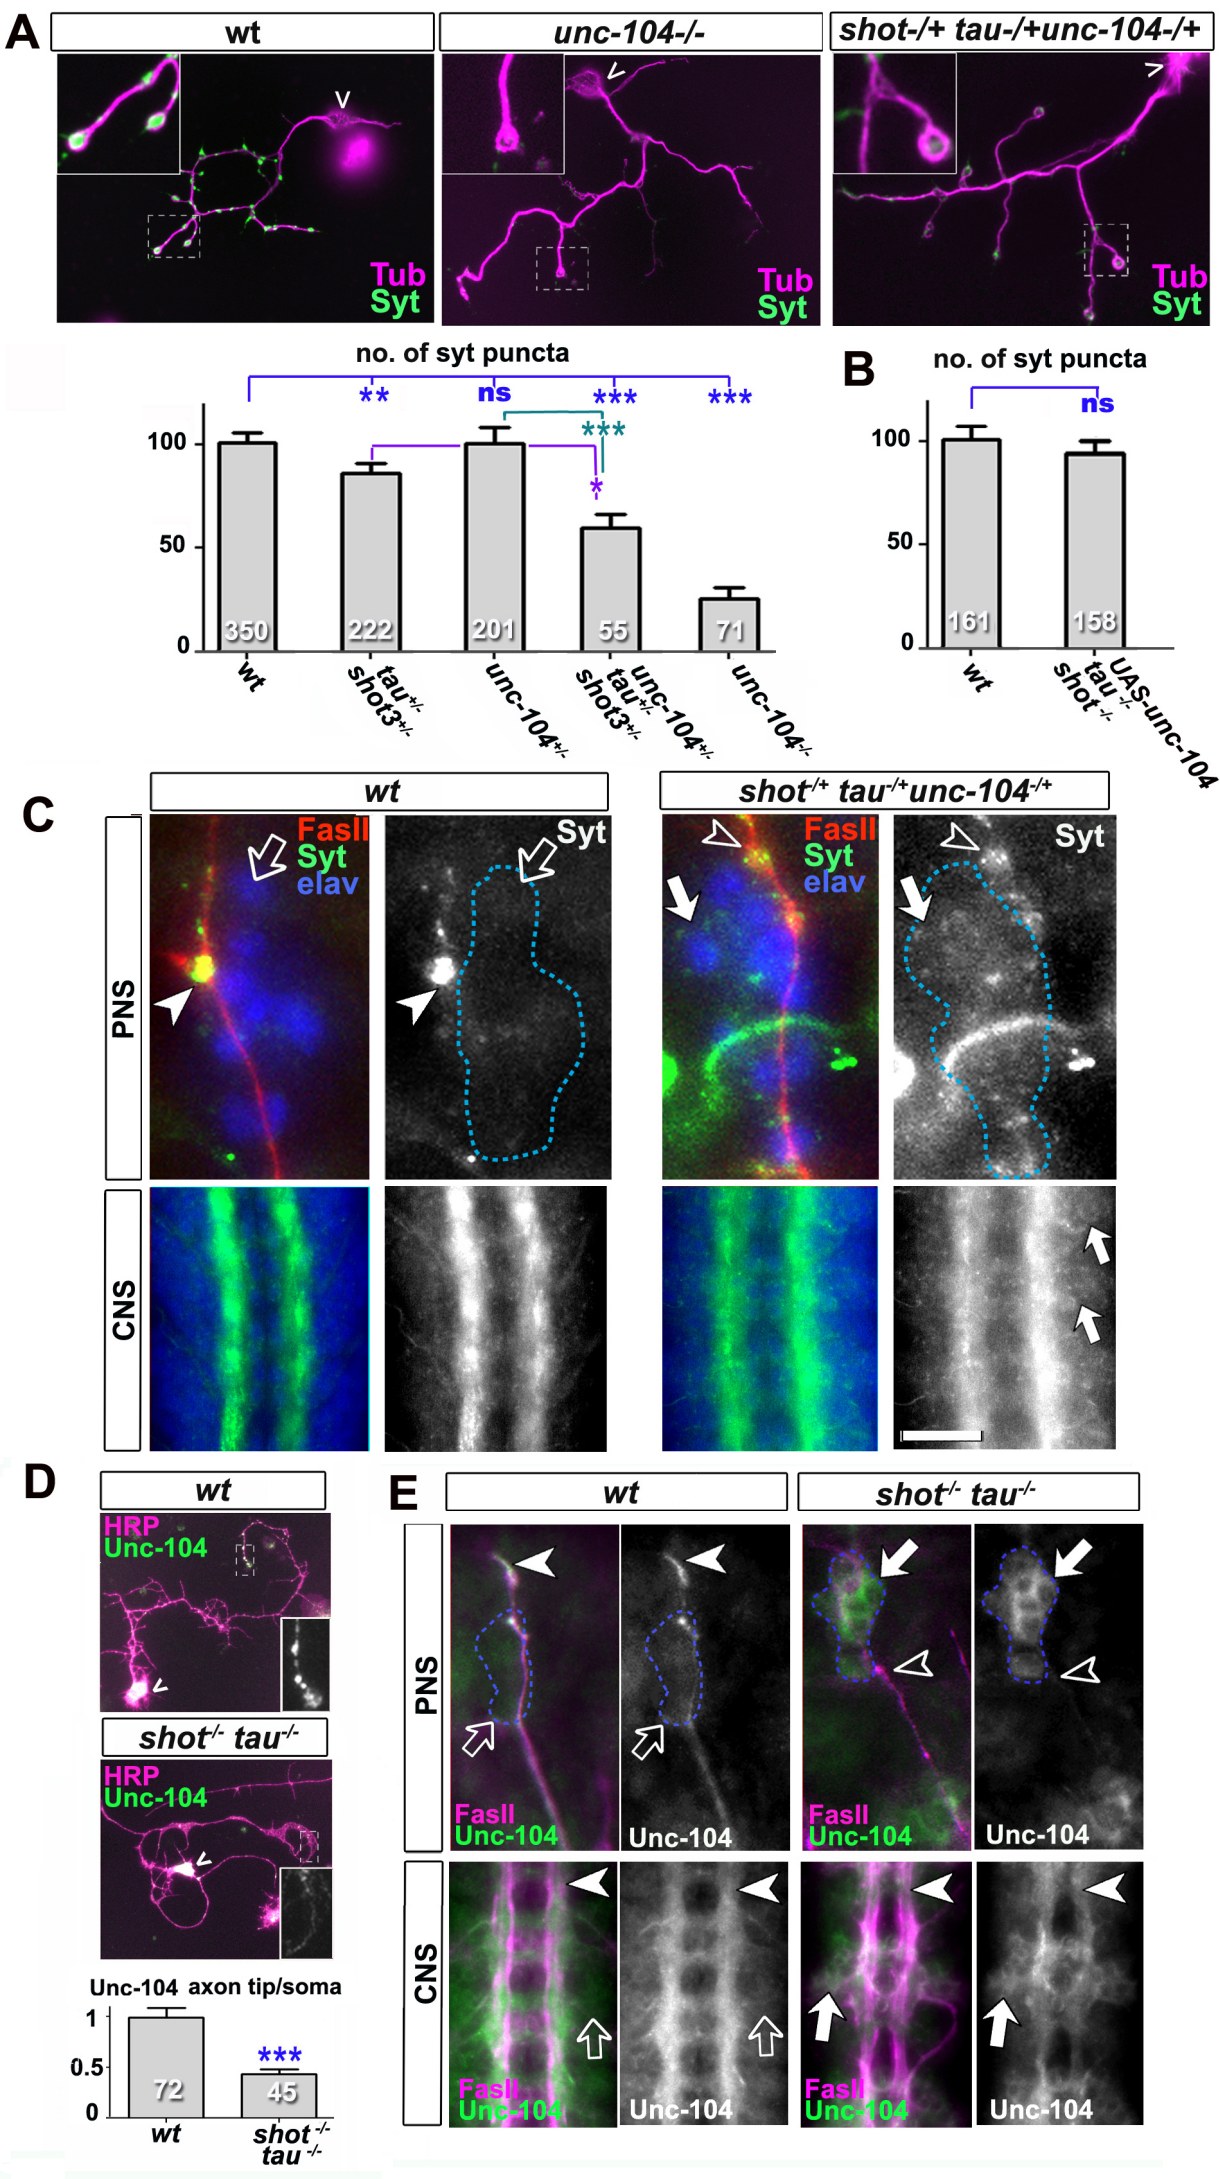 A
wt
unc-104-/-
shot-/+ tau-/+unc-104-/+
Tub
Syt
Tub
Syt
Tub
Syt
no. of syt puncta
**
ns
***
***
***
*
100
50
0
350
222
201
55
71
wt
tau+/-
shot3+/-
unc-104+/-
unc-104+/-
tau+/-
shot3+/-
unc-104-/-
B
no. of syt puncta
ns
100
50
0
161
158
wt
UAS-unc-104
tau-/-
shot-/-
C
wt
shot-/+ tau-/+unc-104-/+
PNS
FasII
Syt
elav
Syt
FasII
Syt
elav
Syt
CNS
D
wt
HRP
Unc-104
shot-/- tau-/-
HRP
Unc-104
Unc-104 axon tip/soma
1
0.5
0
***
72
45
wt
shot-/-
tau-/-
E
wt
shot-/- tau-/-
PNS
FasII
Unc-104
Unc-104
FasII
Unc-104
Unc-104
CNS
FasII
Unc-104
Unc-104
FasII
Unc-104
Unc-104